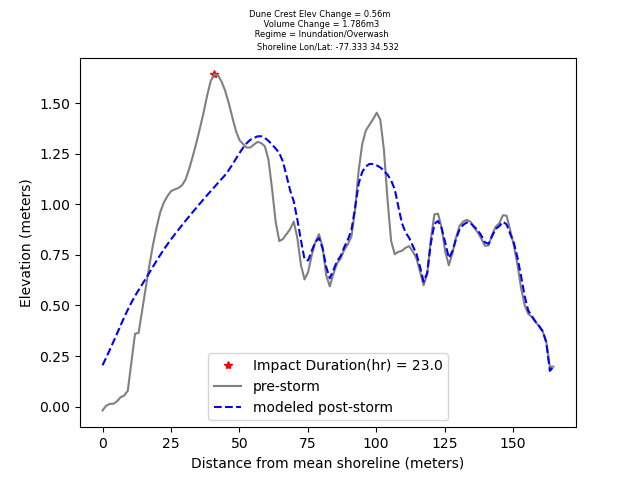 Dune Crest Elev Change = 0.56m
Volume Change = 1.786m3
Regime = Inundation/Overwash
Shoreline Lon/Lat: -77.333 34.532
1.50
1.25
1.00
0.75
0.50
0.25
0.00
Elevation (meters)
Impact Duration(hr) = 23.0
pre-storm
modeled post-storm
0 25 50 75 100 125 150
Distance from mean shoreline (meters)